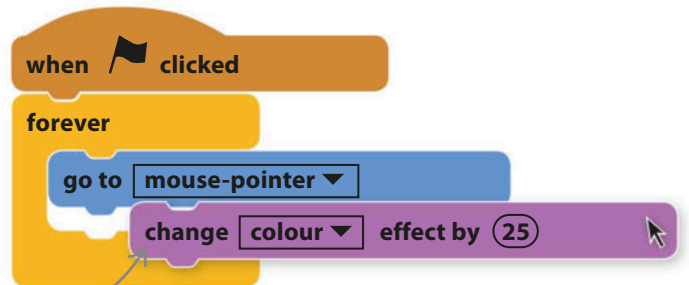 when clicked
forever
go to mouse-pointer
change colour effect by 25